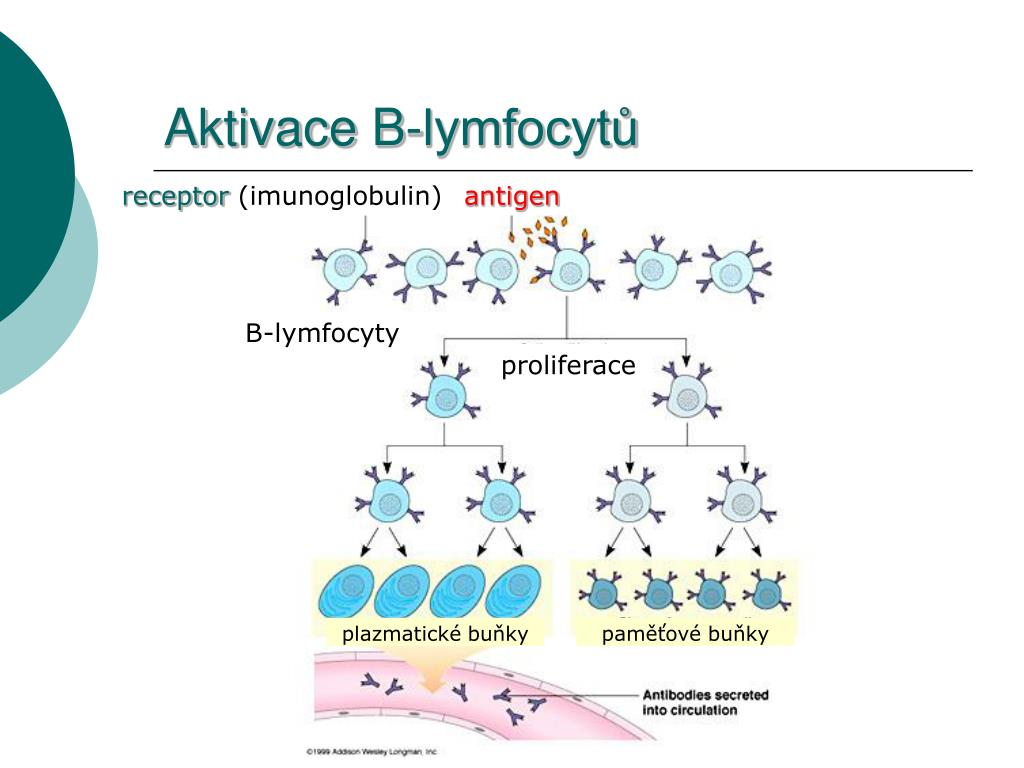 Aktivace B-lymfocytů
receptor (imunoglobulin) antigen
B-lymfocyty
proliferace
plazmatické buňky
paměťové buňky
Antibodies secreted
into circulation
©1999 Addison Wesley Longman, Inc.